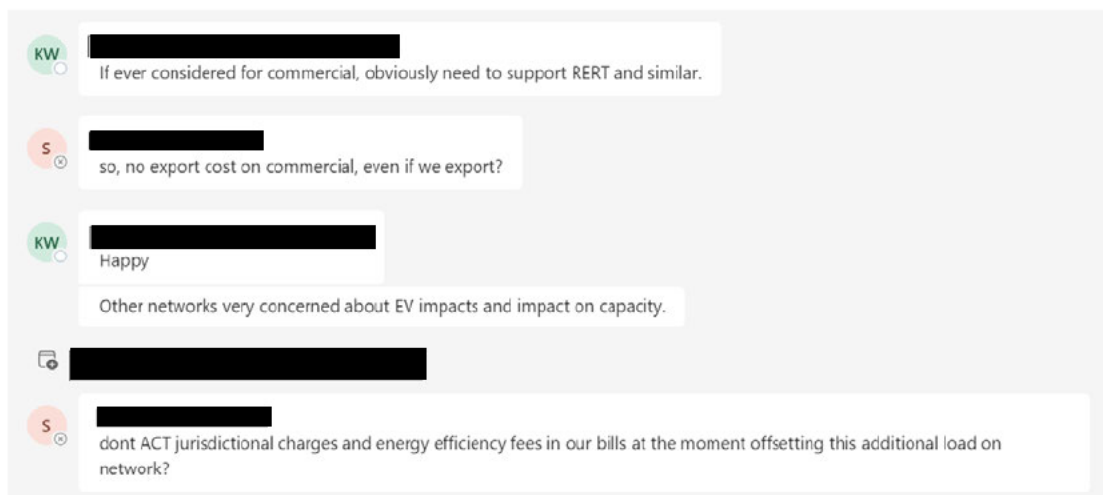 KW
If ever considered for commercial, obviously need to support RERT and similar.
S
so, no export cost on commercial, even if we export?
KW
Happy
Other networks very concerned about EV impacts and impact on capacity.
S
dont ACT jurisdictional charges and energy efficiency fees in our bills at the moment offsetting this additional load on
network?